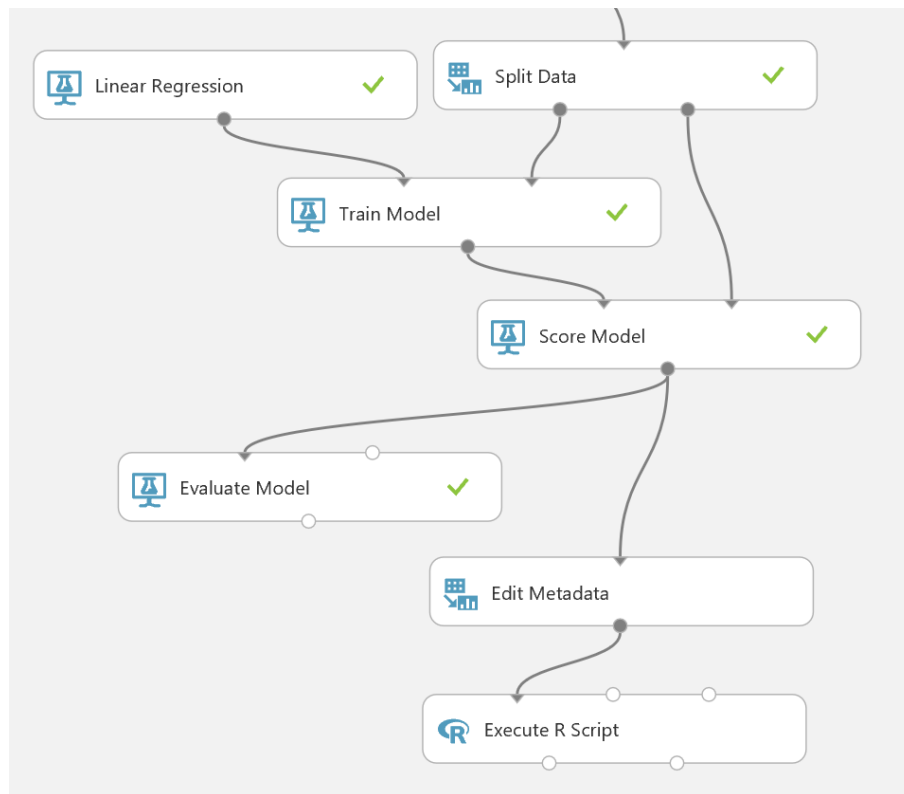 Linear Regression
Split Data
Train Model
Score Model
Evaluate Model
Edit Metadata
R Execute R Script